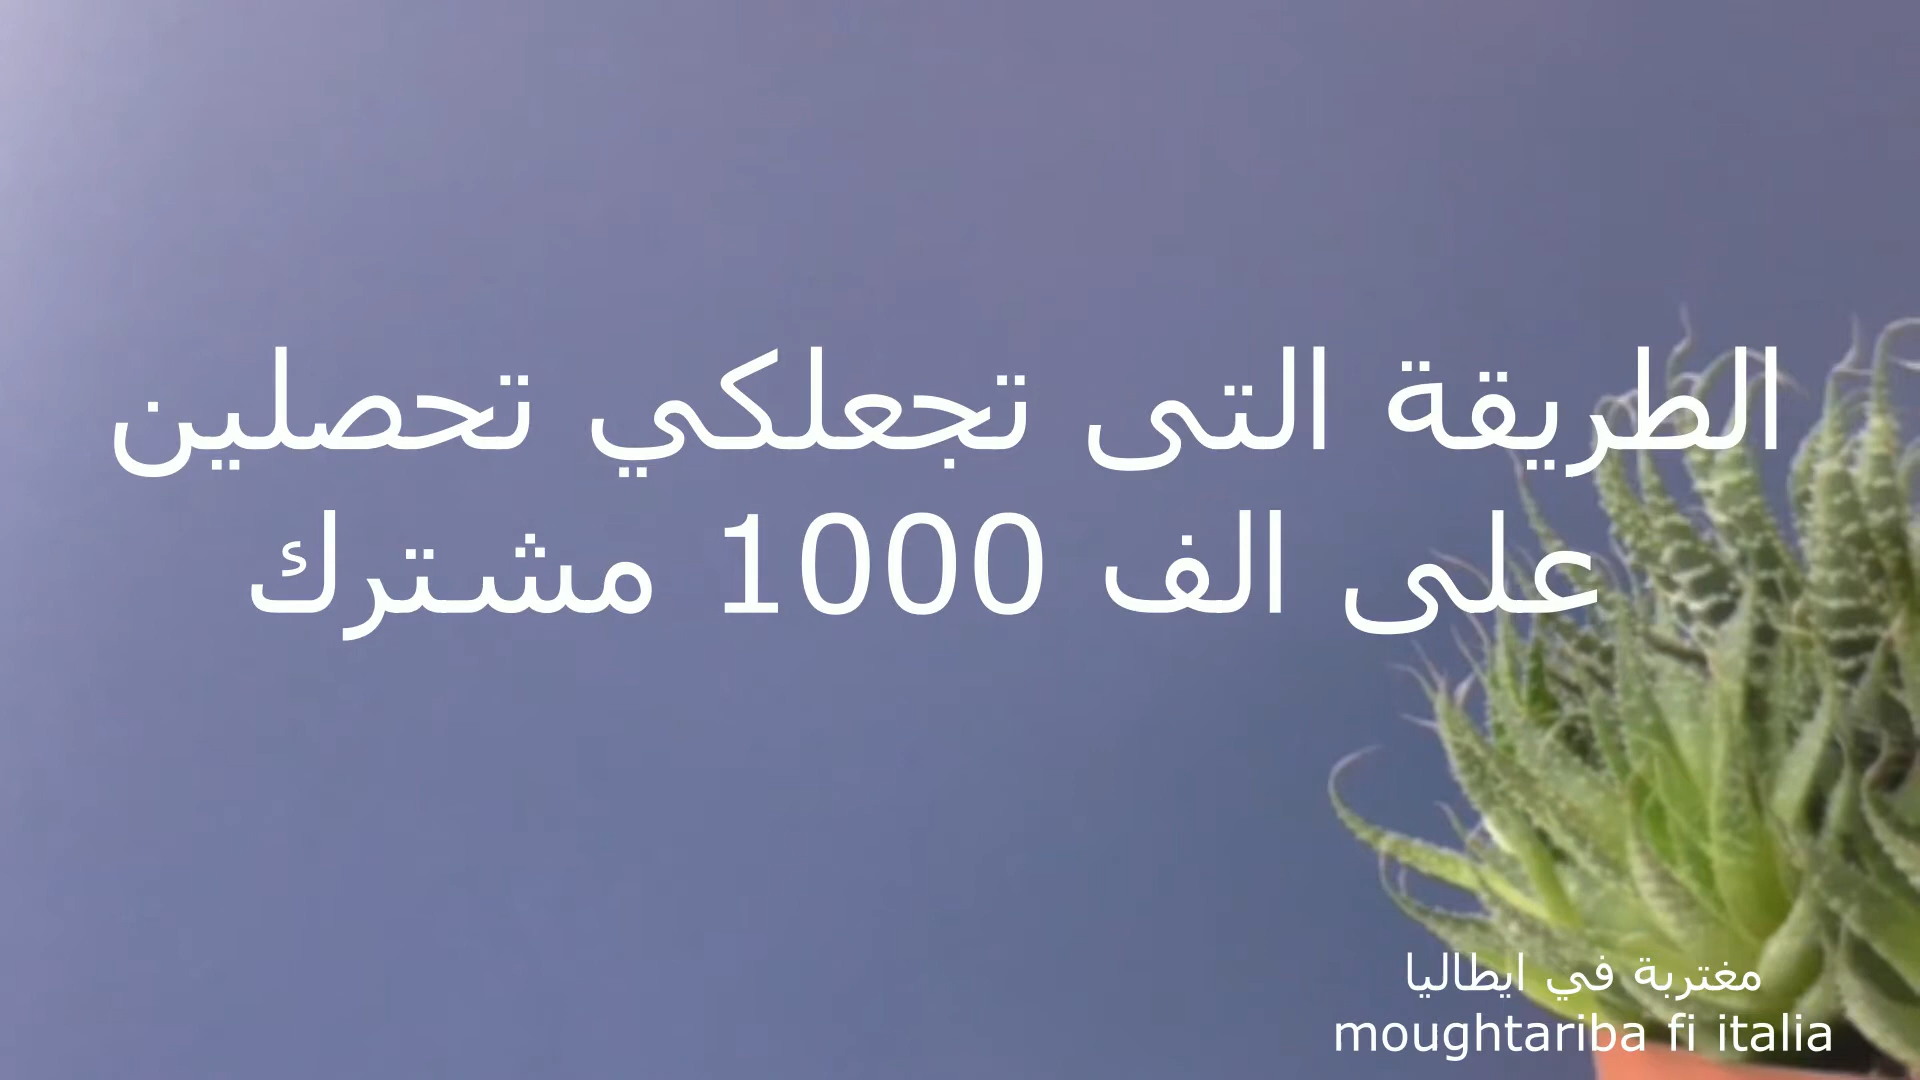 الطريقة التى تجعلكي تحصلين
على الف 1000 مشترك
مغتربة في ايطاليا
moughtariba fi italia